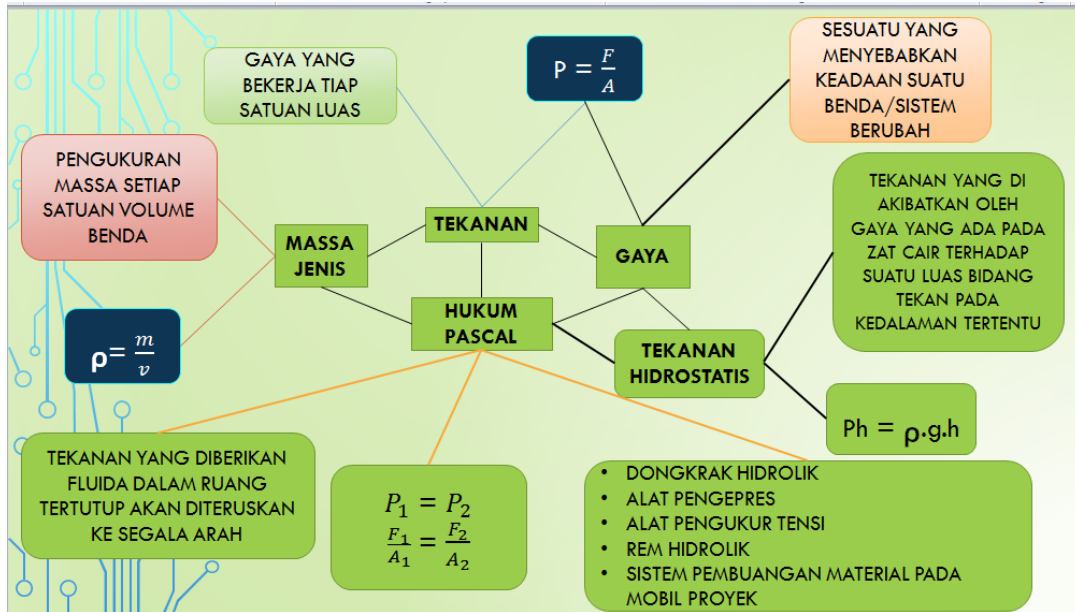 GAYA YANG
BEKERJA TIAP
SATUAN LUAS
P = F/A
SESUATU YANG
MENYEBABKAN
KEADAAN SUATU
BENDA/SISTEM
BERUBAH
PENGUKURAN
MASSA SETIAP
SATUAN VOLUME
BENDA
MASSA
JENIS
TEKANAN
GAYA
TEKANAN YANG DI
AKIBATKAN OLEH
GAYA YANG ADA PADA
ZAT CAIR TERHADAP
SUATU LUAS BIDANG
TEKAN PADA
KEDALAMAN TERTENTU
ρ= m/v
HUKUM
PASCAL
TEKANAN
HIDROSTATIS
Ph = ρ.g.h
TEKANAN YANG DIBERIKAN
FLUIDA DALAM RUANG
TERTUTUP AKAN DITERUSKAN
KE SEGALA ARAH
P₁ = P₂
F₁/A₁ = F₂/A₂
• DONGKRAK HIDROLIK
• ALAT PENGEPRES
• ALAT PENGUKUR TENSI
• REM HIDROLIK
• SISTEM PEMBUANGAN MATERIAL PADA
MOBIL PROYEK